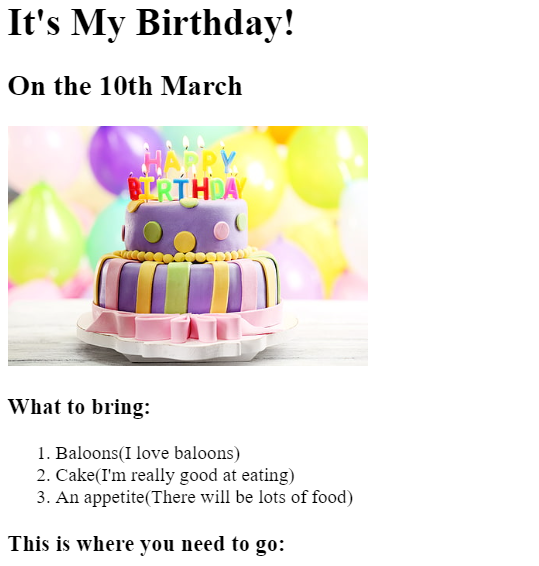 It's My Birthday!
On the 10th March
HAPPY
BIRTHDAY
What to bring:
1. Baloons(I love baloons)
2. Cake(I'm really good at eating)
3. An appetite(There will be lots of food)
This is where you need to go: